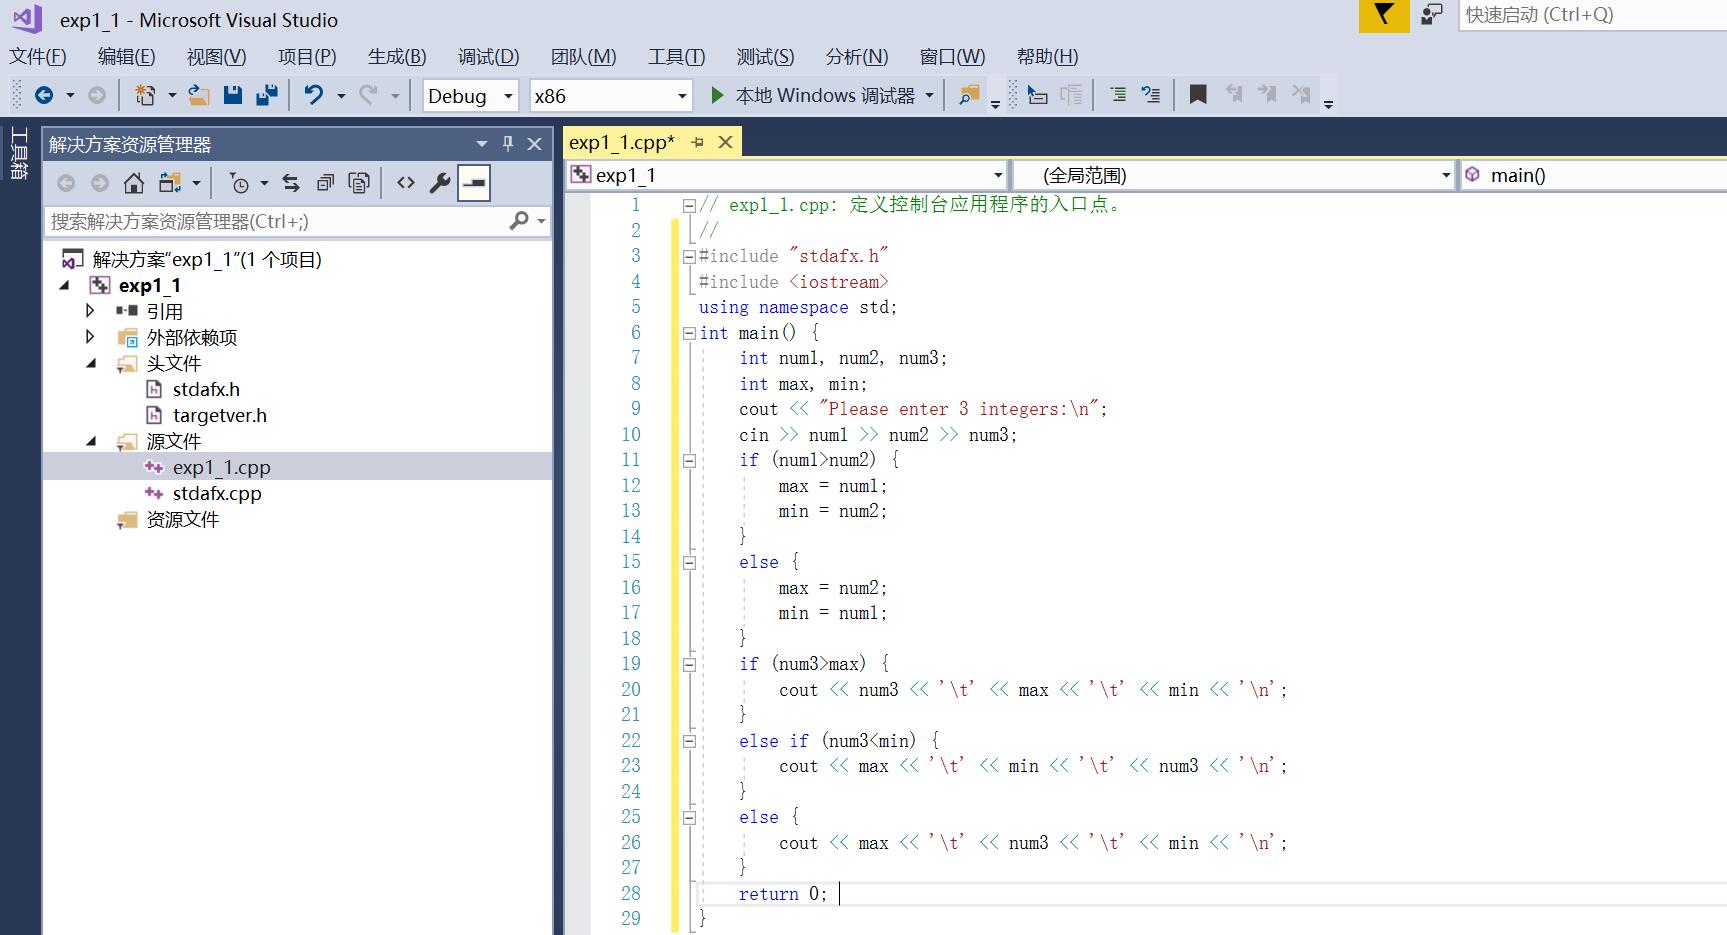 exp1_1 - Microsoft Visual Studio
快速启动 (Ctrl+Q)
文件(F) 编辑(E) 视图(V) 项目(P) 生成(B) 调试(D) 团队(M) 工具(T) 测试(S) 分析(N) 窗口(W) 帮助(H)
Debug x86 本地 Windows 调试器
工具箱
解决方案资源管理器
搜索解决方案资源管理器(Ctrl+;)
解决方案"exp1_1"(1 个项目)
exp1_1
引用
外部依赖项
头文件
stdafx.h
targetver.h
源文件
exp1_1.cpp
stdafx.cpp
资源文件
exp1_1.cpp*
exp1_1 (全局范围) main()
1 // exp1_1.cpp: 定义控制台应用程序的入口点。
2 //
3 #include "stdafx.h"
4 #include <iostream>
5 using namespace std;
6 int main() {
7 int num1, num2, num3;
8 int max, min;
9 cout << "Please enter 3 integers:\n";
10 cin >> num1 >> num2 >> num3;
11 if (num1>num2) {
12 max = num1;
13 min = num2;
14 }
15 else {
16 max = num2;
17 min = num1;
18 }
19 if (num3>max) {
20 cout << num3 << '\t' << max << '\t' << min << '\n';
21 }
22 else if (num3<min) {
23 cout << max << '\t' << min << '\t' << num3 << '\n';
24 }
25 else {
26 cout << max << '\t' << num3 << '\t' << min << '\n';
27 }
28 return 0;
29 }